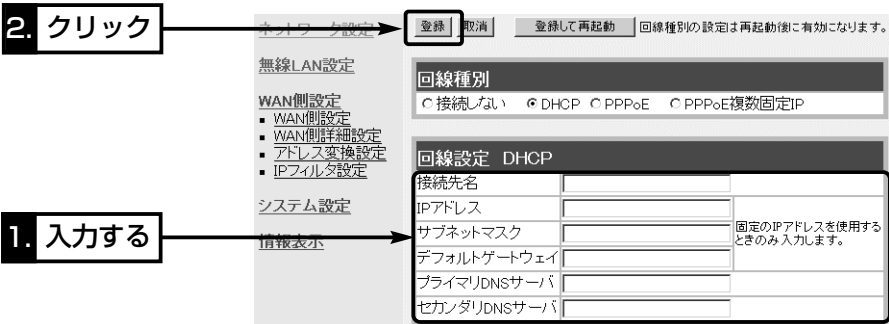 2. クリック
ネットワーク設定
登録
取消
登録して再起動
回線種別の設定は再起動後に有効になります。
無線LAN設定
回線種別
WAN側設定
接続しない DHCP PPPoE PPPoE複数固定IP
WAN側設定
WAN側詳細設定
アドレス変換設定
IPフィルタ設定
回線設定 DHCP
接続先名
システム設定
IPアドレス
1. 入力する
情報表示
サブネットマスク
固定のIPアドレスを使用する
ときのみ入力します。
デフォルトゲートウェイ
プライマリDNSサーバ
セカンダリDNSサーバ